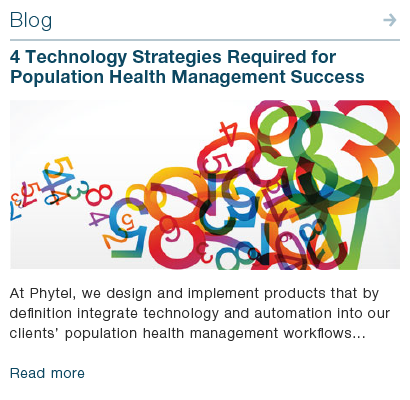 Blog
4 Technology Strategies Required for
Population Health Management Success
At Phytel, we design and implement products that by
definition integrate technology and automation into our
clients' population health management workflows...
Read more